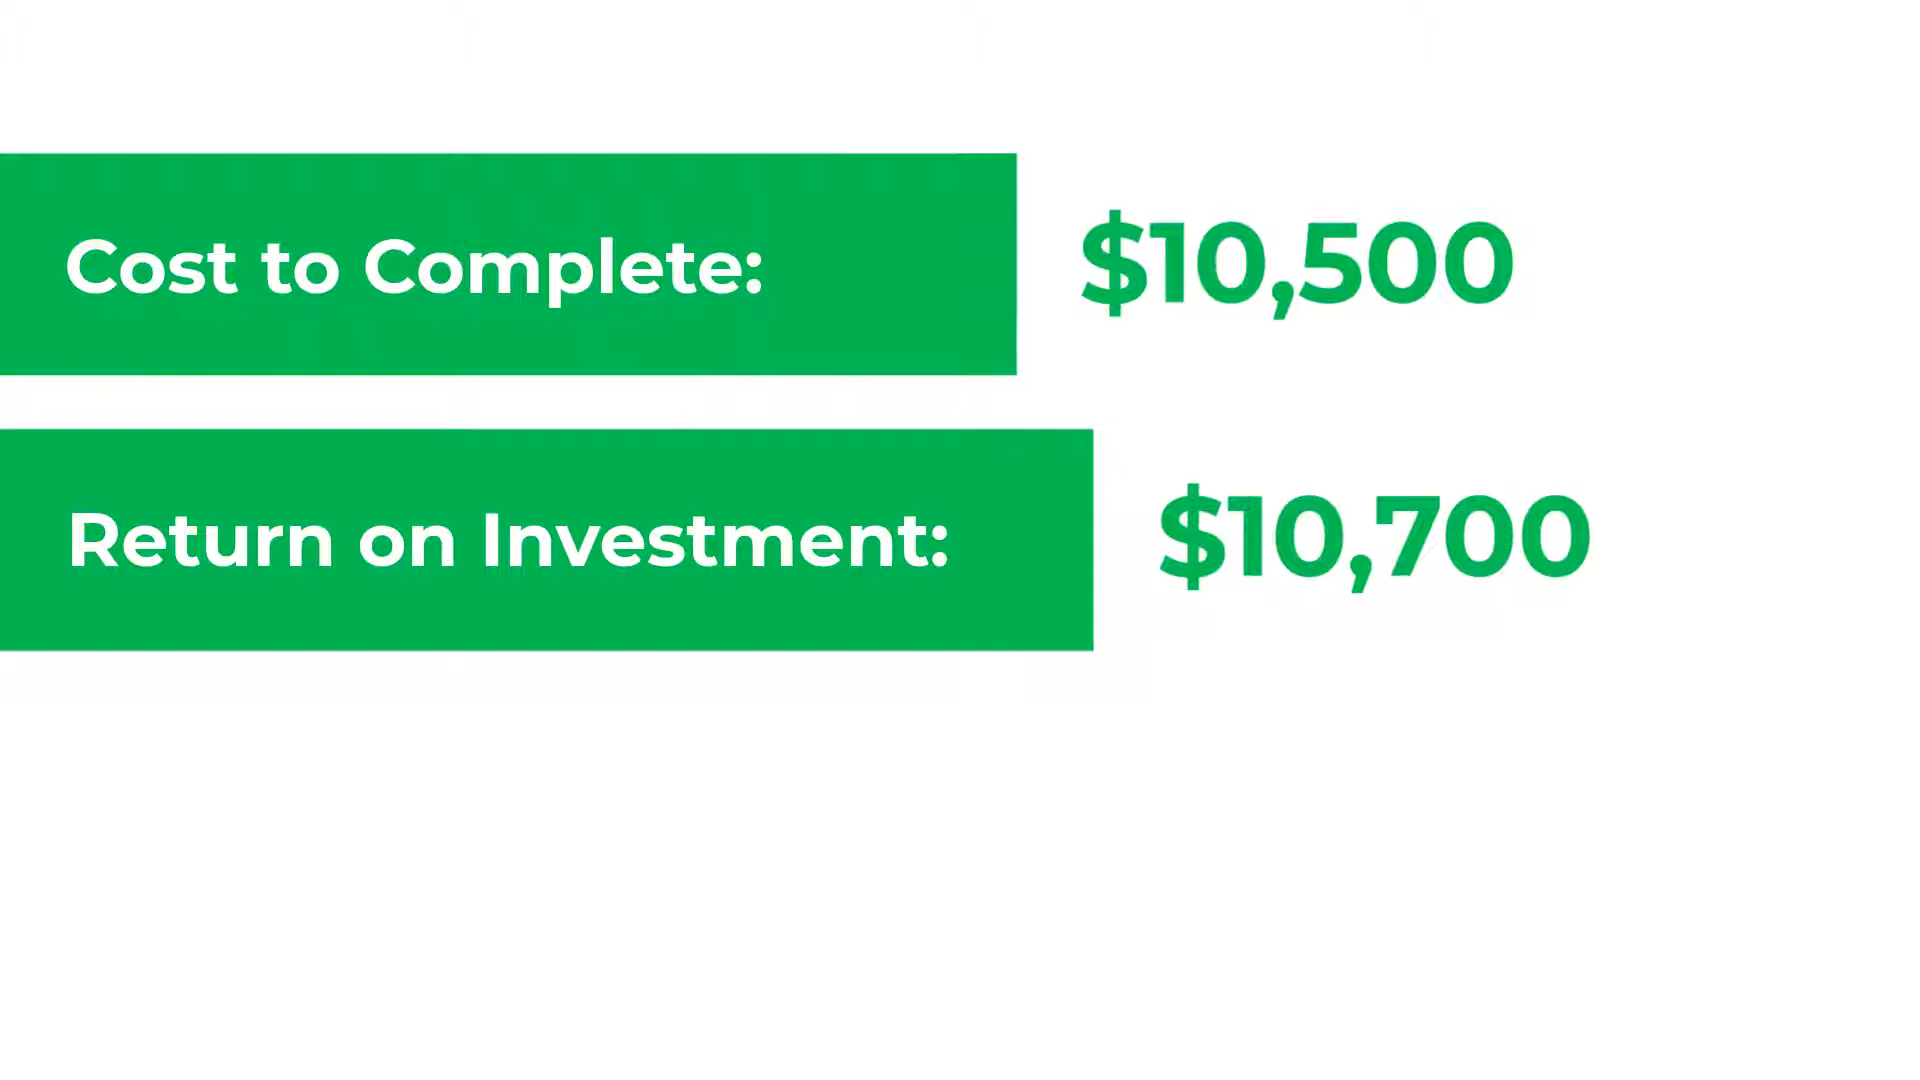 Cost to Complete: $10,500
Return on Investment: $10,700